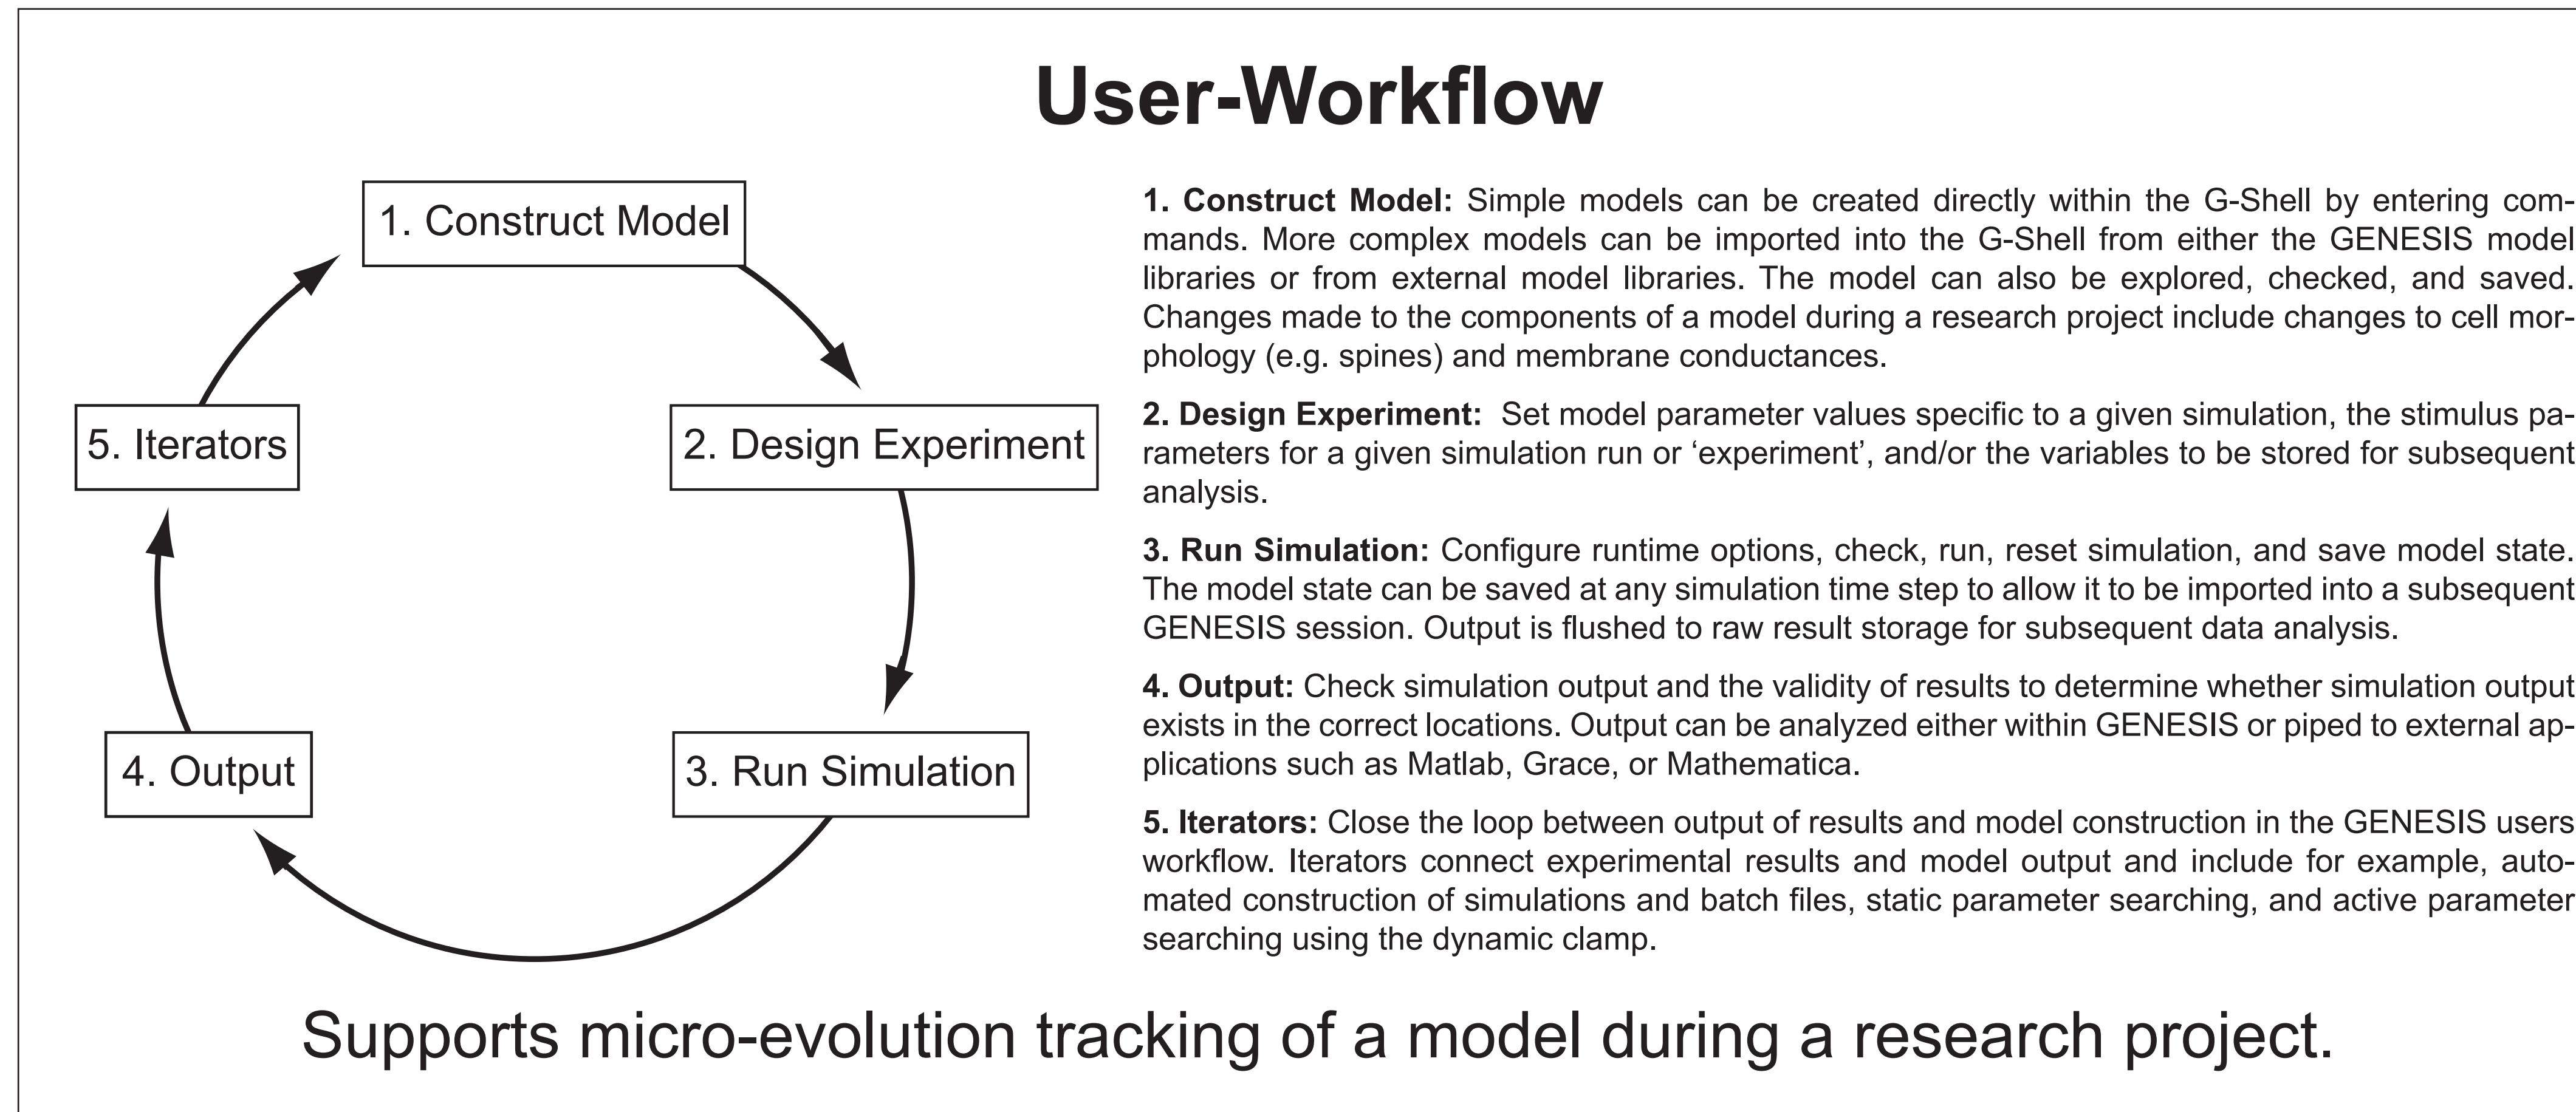 User-Workflow
1. Construct Model
2. Design Experiment
3. Run Simulation
4. Output
5. Iterators
1. Construct Model: Simple models can be created directly within the G-Shell by entering com-
mands. More complex models can be imported into the G-Shell from either the GENESIS model
libraries or from external model libraries. The model can also be explored, checked, and saved.
Changes made to the components of a model during a research project include changes to cell mor-
phology (e.g. spines) and membrane conductances.
2. Design Experiment: Set model parameter values specific to a given simulation, the stimulus pa-
rameters for a given simulation run or ‘experiment’, and/or the variables to be stored for subsequent
analysis.
3. Run Simulation: Configure runtime options, check, run, reset simulation, and save model state.
The model state can be saved at any simulation time step to allow it to be imported into a subsequent
GENESIS session. Output is flushed to raw result storage for subsequent data analysis.
4. Output: Check simulation output and the validity of results to determine whether simulation output
exists in the correct locations. Output can be analyzed either within GENESIS or piped to external ap-
plications such as Matlab, Grace, or Mathematica.
5. Iterators: Close the loop between output of results and model construction in the GENESIS users
workflow. Iterators connect experimental results and model output and include for example, auto-
mated construction of simulations and batch files, static parameter searching, and active parameter
searching using the dynamic clamp.
Supports micro-evolution tracking of a model during a research project.